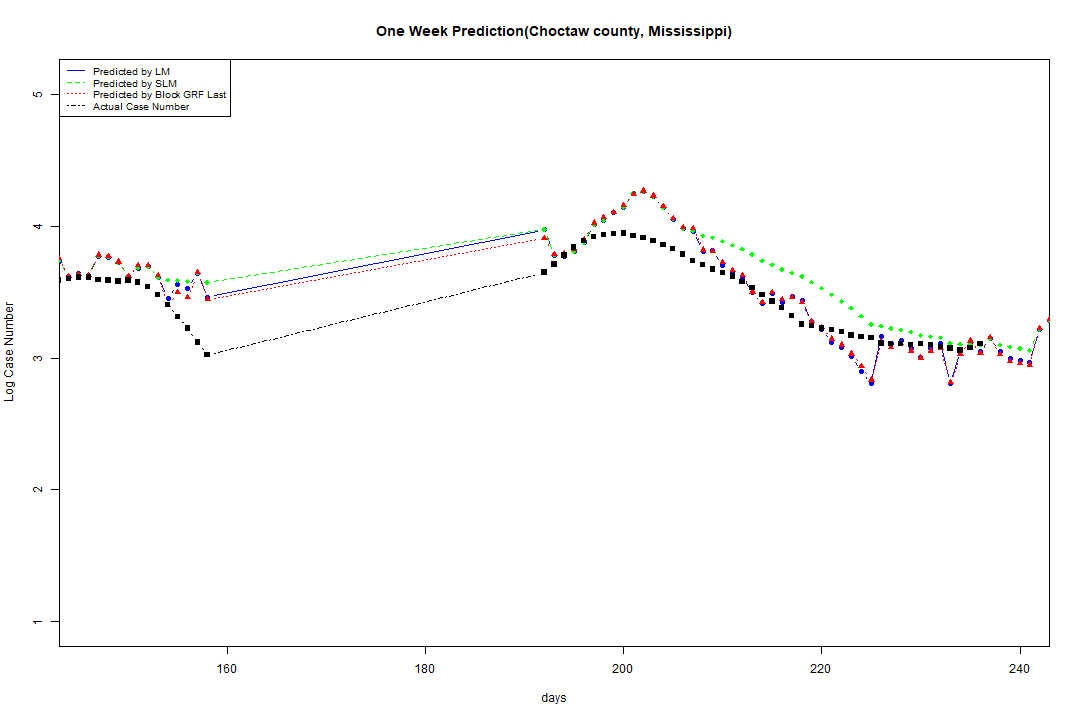 One Week Prediction(Choctaw county, Mississippi)
Predicted by LM
Predicted by SLM
Predicted by Block GRF Last
Actual Case Number
5
4
3
2
1
Log Case Number
160 180 200 220 240
days